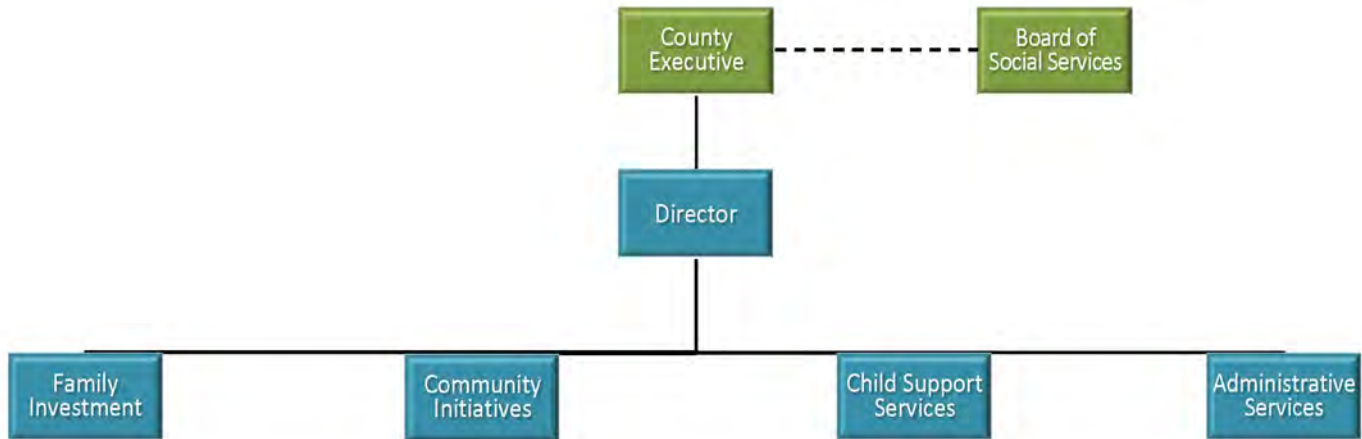 County
Executive
Board of
Social Services
Director
Family
Investment
Community
Initiatives
Child Support
Services
Administrative
Services